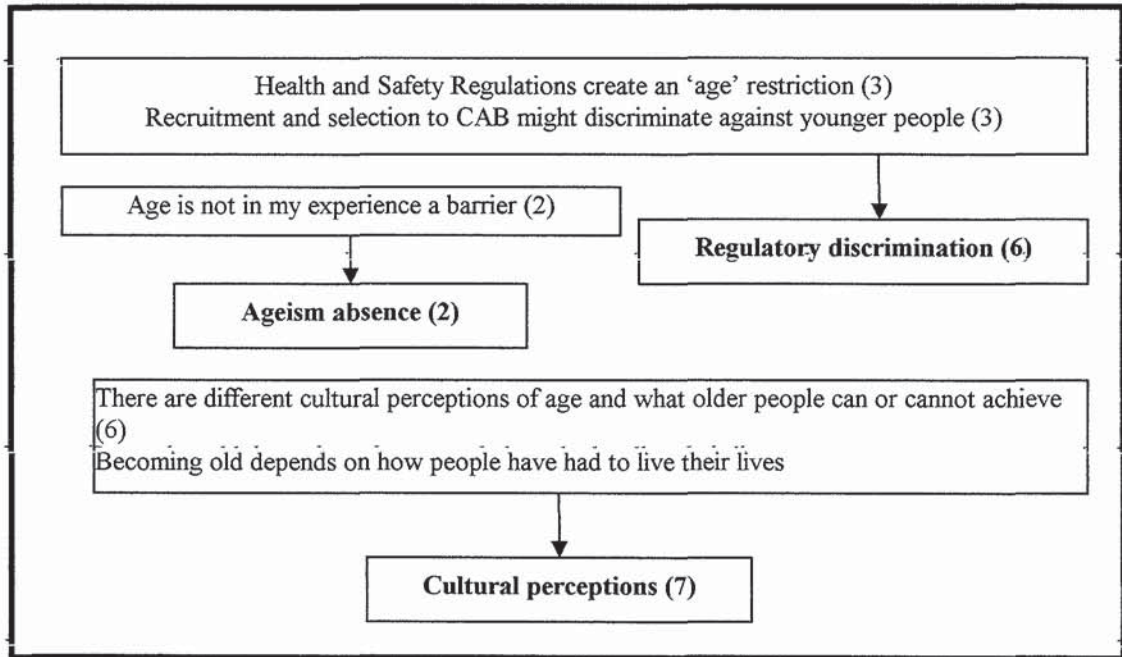 Health and Safety Regulations create an ‘age’ restriction (3)
Recruitment and selection to CAB might discriminate against younger people (3)
Age is not in my experience a barrier (2)
Regulatory discrimination (6)
Ageism absence (2)
There are different cultural perceptions of age and what older people can or cannot achieve
(6)
Becoming old depends on how people have had to live their lives
Cultural perceptions (7)